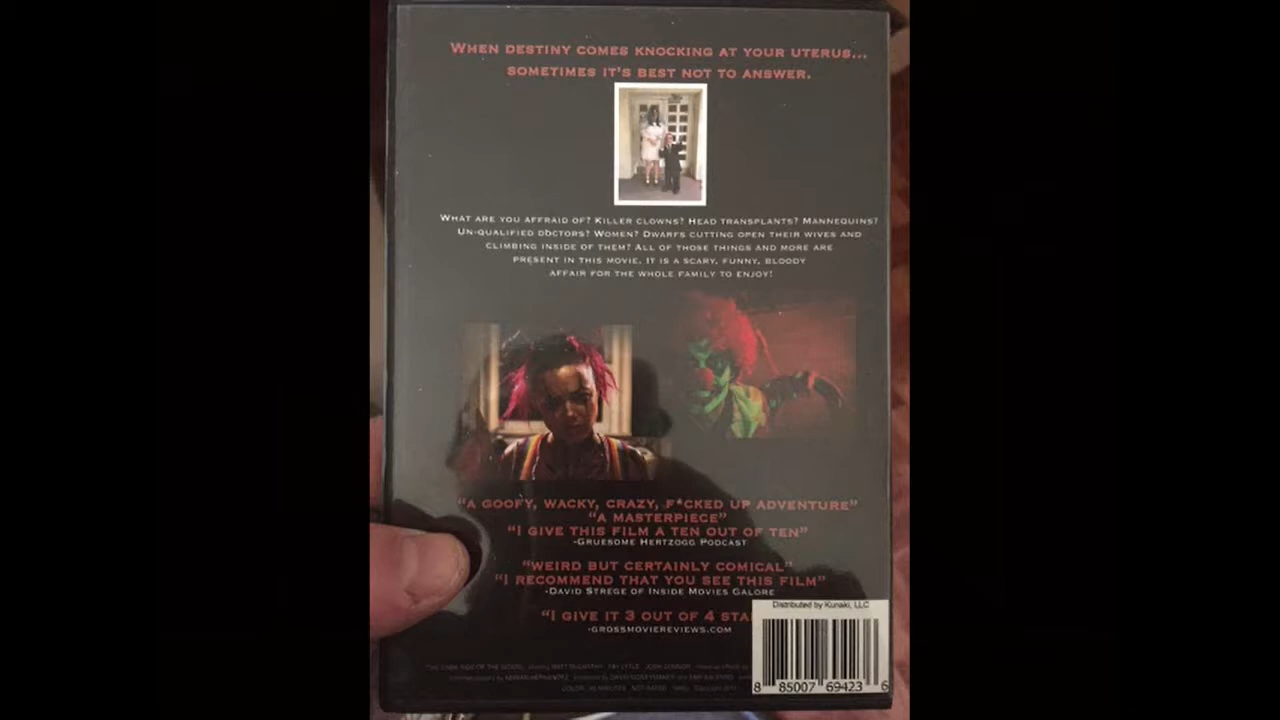 WHEN DESTINY COMES KNOCKING AT YOUR UTERUS...
SOMETIMES IT'S BEST NOT TO ANSWER.
WHAT ARE YOU AFFRAID OF? KILLER CLOWNS? HEAD TRANSPLANTS? MANNEQUINS?
UN-QUALIFIED DOCTORS? WOMEN? DWARFS CUTTING OPEN THEIR WIVES AND
CLIMBING INSIDE OF THEM? ALL OF THOSE THINGS AND MORE ARE
PRESENT IN THIS MOVIE. IT IS A SCARY, FUNNY, BLOODY
AFFAIR FOR THE WHOLE FAMILY TO ENJOY!
"A GOOFY, WACKY, CRAZY, F*CKED UP ADVENTURE"
"A MASTERPIECE"
"I GIVE THIS FILM A TEN OUT OF TEN"
-GRUESOME HERTZOGG PODCAST
"WEIRD BUT CERTAINLY COMICAL"
"I RECOMMEND THAT YOU SEE THIS FILM"
-DAVID STREGE OF INSIDE MOVIES GALORE
"I GIVE IT 3 OUT OF 4 STA
-GROSSMOVIEREVIEWS.COM
Distributed by Kunaki, LLC
8 85007 69423 6